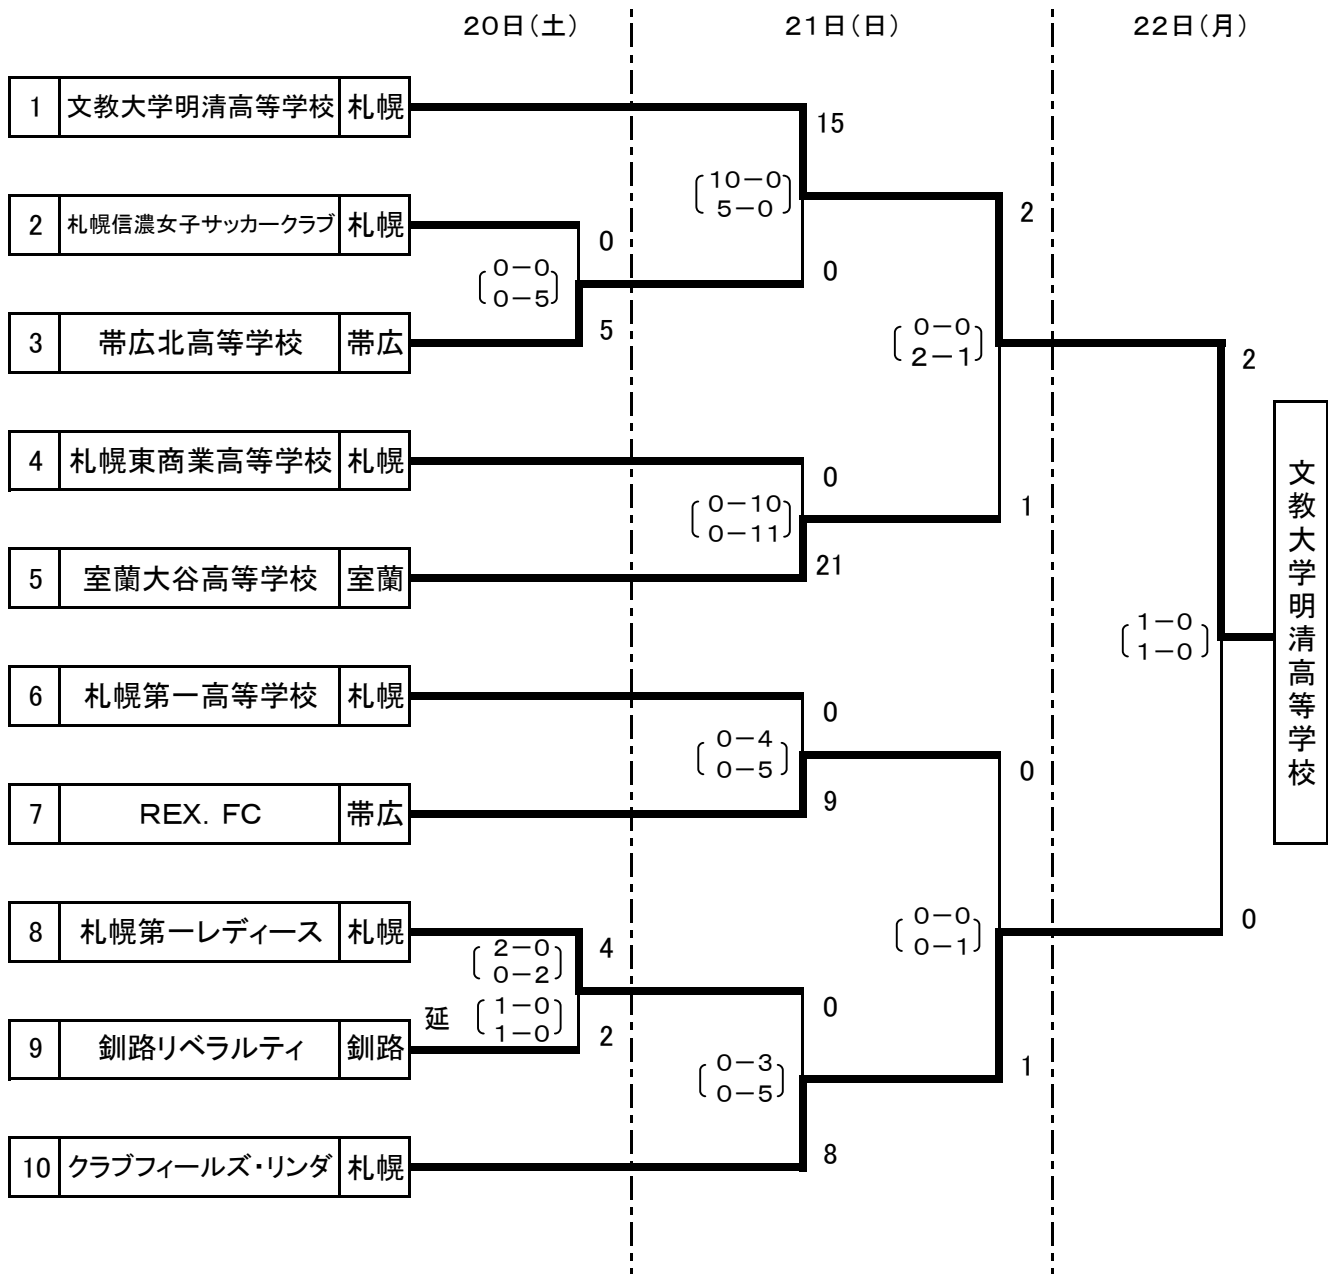 20日(土) 21日(日) 22日(月)
1 文教大学明清高等学校 札幌
15
10-0
5-0
2
2 札幌信濃女子サッカークラブ 札幌
0
0-0
0-5
0
3 帯広北高等学校 帯広
5
0-0
2-1
2
4 札幌東商業高等学校 札幌
0
0-10
0-11
1
5 室蘭大谷高等学校 室蘭
21
1-0
1-0
文教大学明清高等学校
6 札幌第一高等学校 札幌
0
0-4
0-5
0
7 REX. FC 帯広
9
8 札幌第一レディース 札幌
4
2-0
0-2
0-0
0-1
0
延
1-0
1-0
0
9 釧路リベラルティ 釧路
2
0-3
0-5
1
10 クラブフィールズ・リンダ 札幌
8